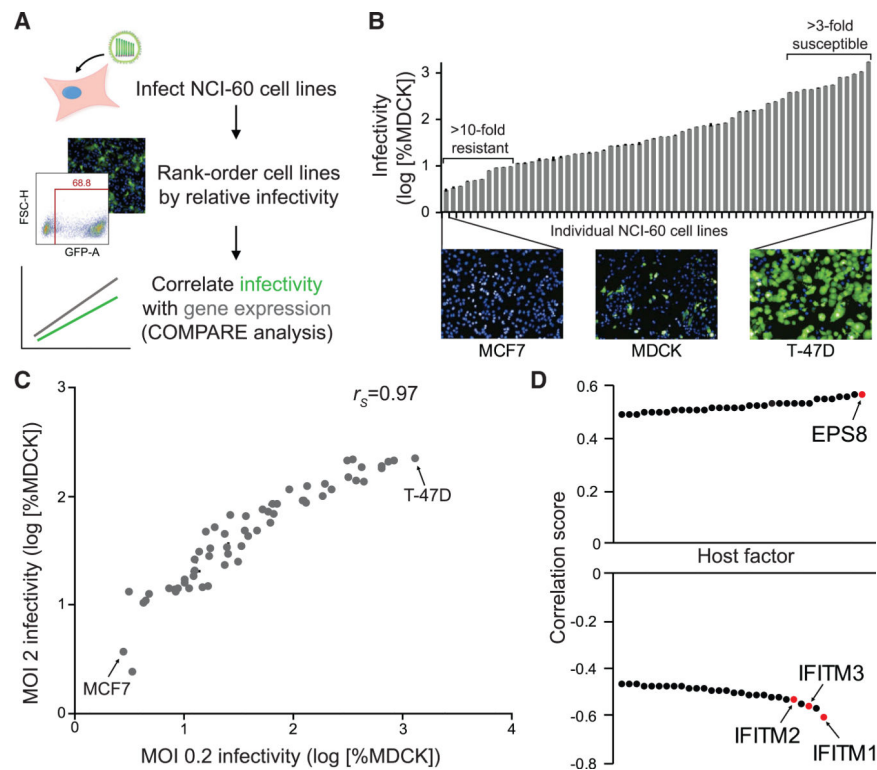 A
Infect NCI-60 cell lines
68.8
FSC-H
GFP-A
Rank-order cell lines
by relative infectivity
Correlate infectivity
with gene expression
(COMPARE analysis)
B
Infectivity
(log [%MDCK])
3
2
1
0
>10-fold
resistant
>3-fold
susceptible
Individual NCI-60 cell lines
MCF7
MDCK
T-47D
C
MOI 2 infectivity (log [%MDCK])
3
2
1
0
rs=0.97
T-47D
MCF7
0
1
2
3
4
MOI 0.2 infectivity (log [%MDCK])
D
Correlation score
0.6
0.4
0.2
0
EPS8
Host factor
0
-0.2
-0.4
-0.6
-0.8
IFITM3
IFITM2
IFITM1